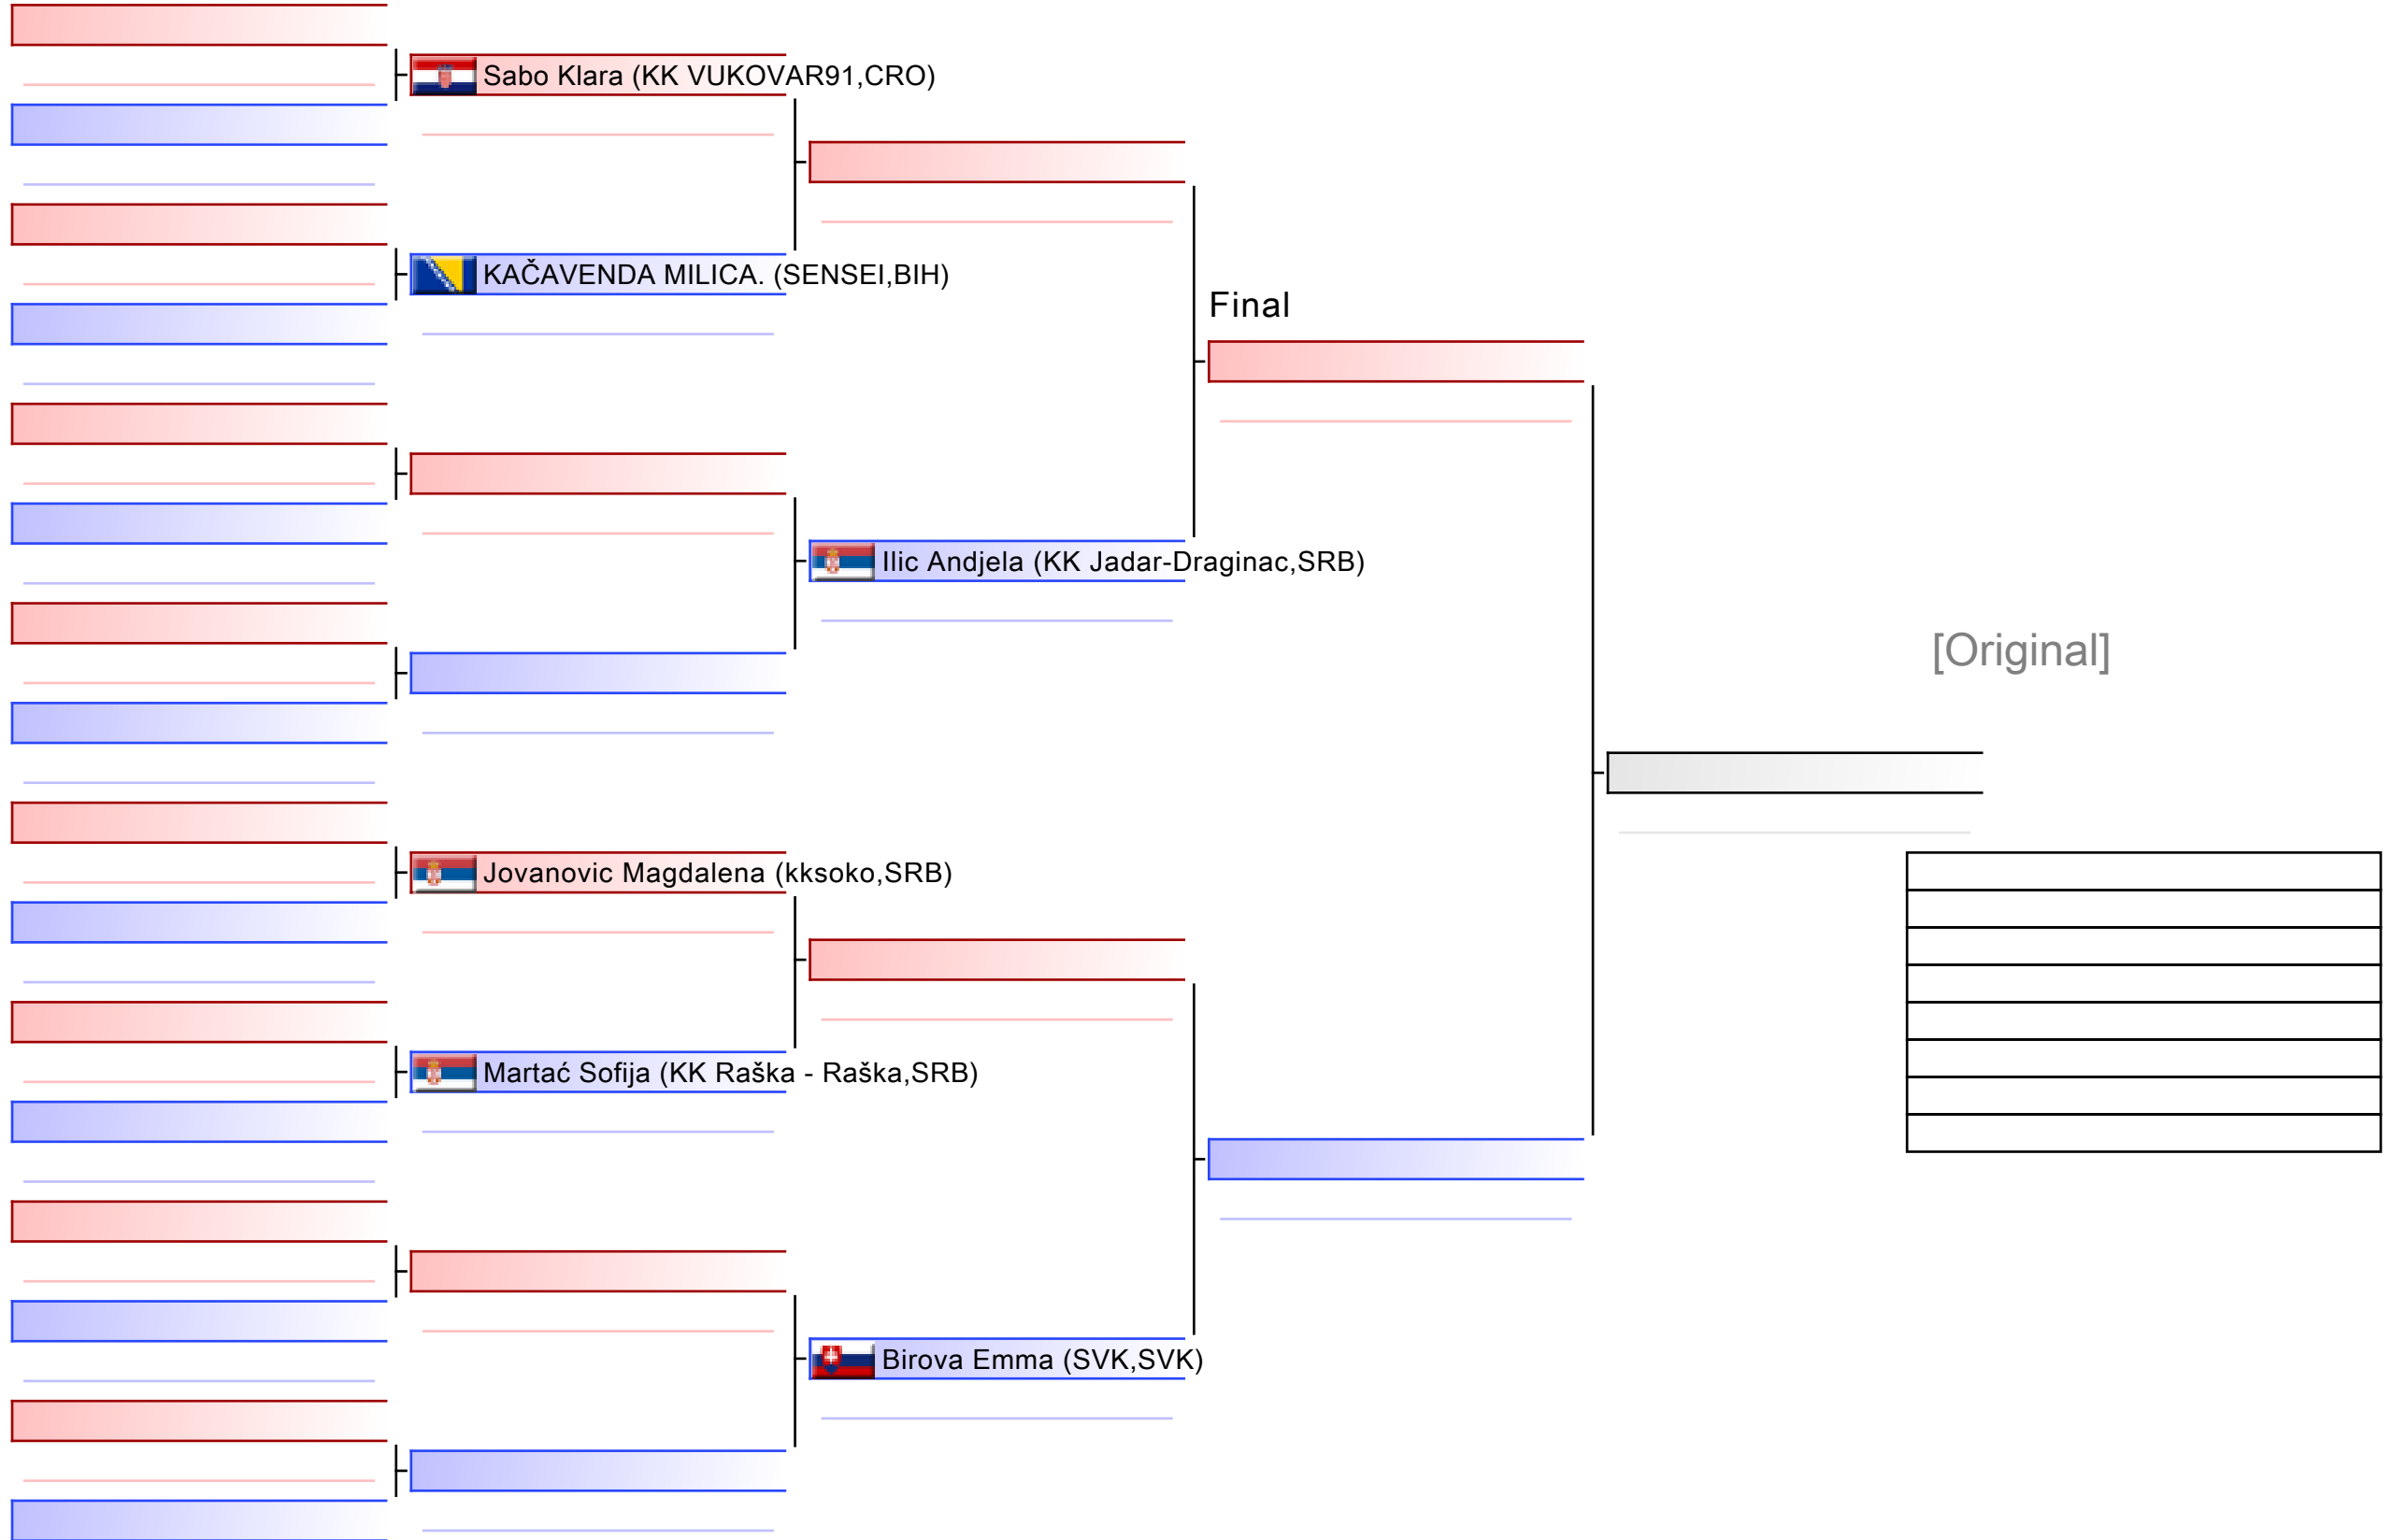 Sabo Klara (KK VUKOVAR91,CRO)
KAČAVENDA MILICA. (SENSEI,BIH)
Final
Ilic Andjela (KK Jadar-Draginac,SRB)
[Original]
Jovanovic Magdalena (kksoko,SRB)
Martać Sofija (KK Raška - Raška,SRB)
Birova Emma (SVK,SVK)